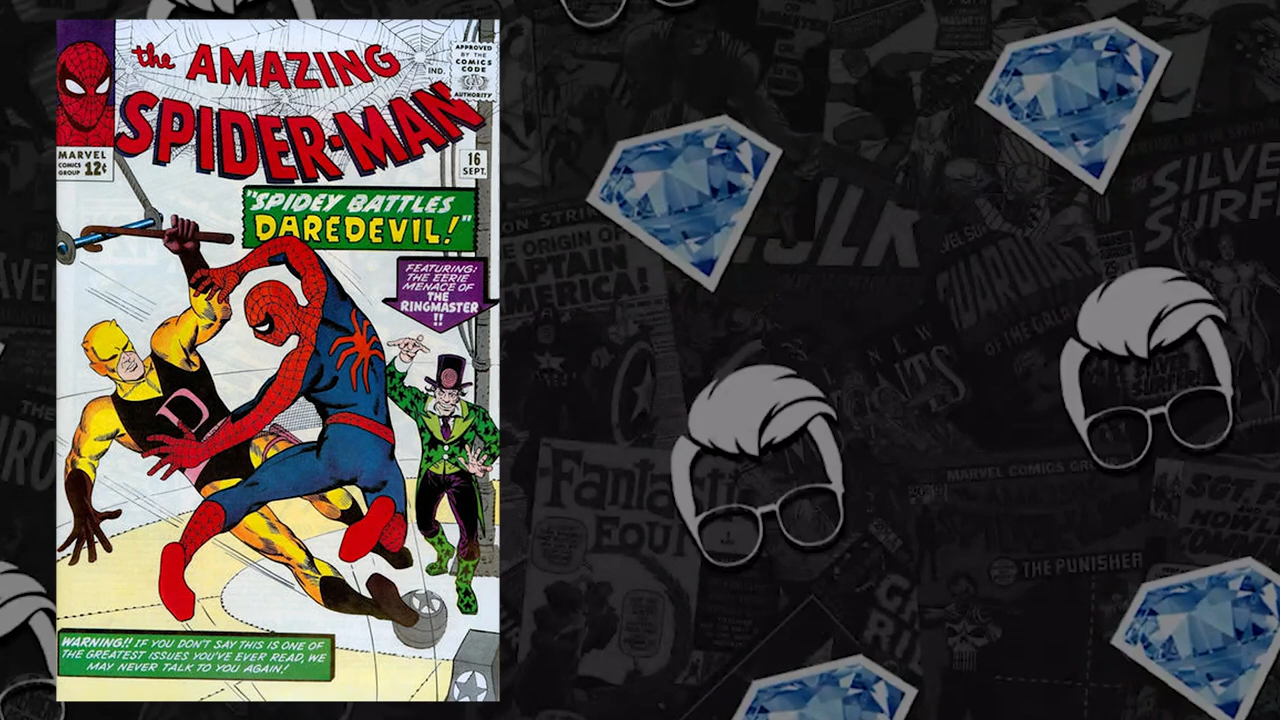 the AMAZING
SPIDER-MAN
IND.
APPROVED
BY THE
COMICS
CODE
AUTHORITY
MARVEL
COMICS
GROUP 12¢
16
SEPT.
"SPIDEY BATTLES
DAREDEVIL!"
FEATURING:
THE EERIE
MENACE OF
THE
RINGMASTER
!!
D
WARNING!! IF YOU DON'T SAY THIS IS ONE OF
THE GREATEST ISSUES YOU'VE EVER READ, WE
MAY NEVER TALK TO YOU AGAIN!
THE ORIGIN OF
CAPTAIN
AMERICA!
HULK
SILVER
SURFER
OF THE GALAXY
Fantastic
Four
MARVEL COMICS GROUP
THE PUNISHER